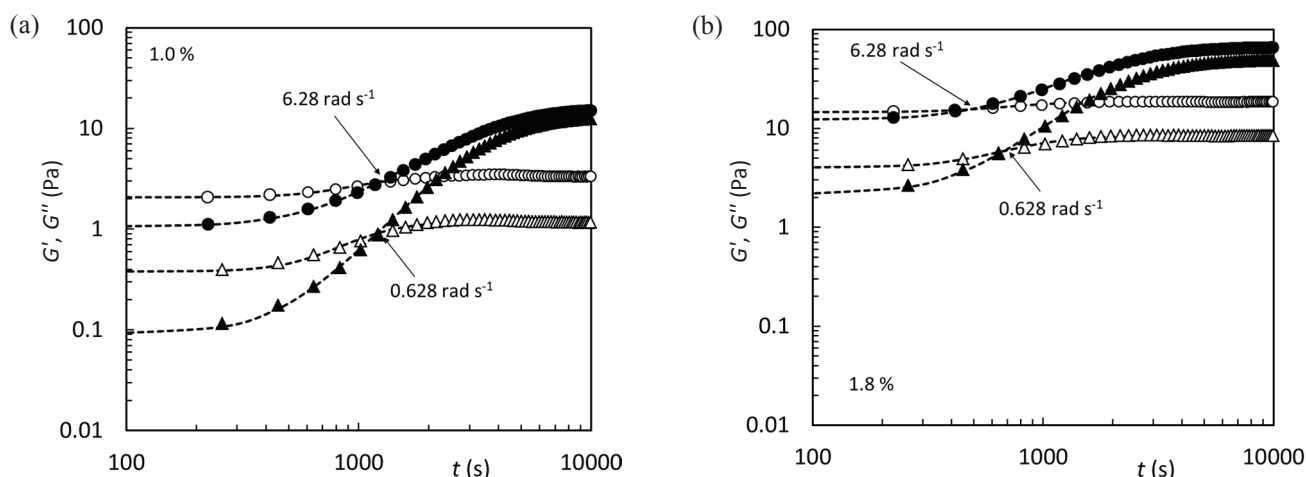 (a)
100
10
1
0.1
0.01
G′, G″ (Pa)
1.0 %
6.28 rad s⁻¹
0.628 rad s⁻¹
100
1000
t (s)
10000
(b)
100
10
1
0.1
0.01
G′, G″ (Pa)
6.28 rad s⁻¹
0.628 rad s⁻¹
1.8 %
100
1000
t (s)
10000